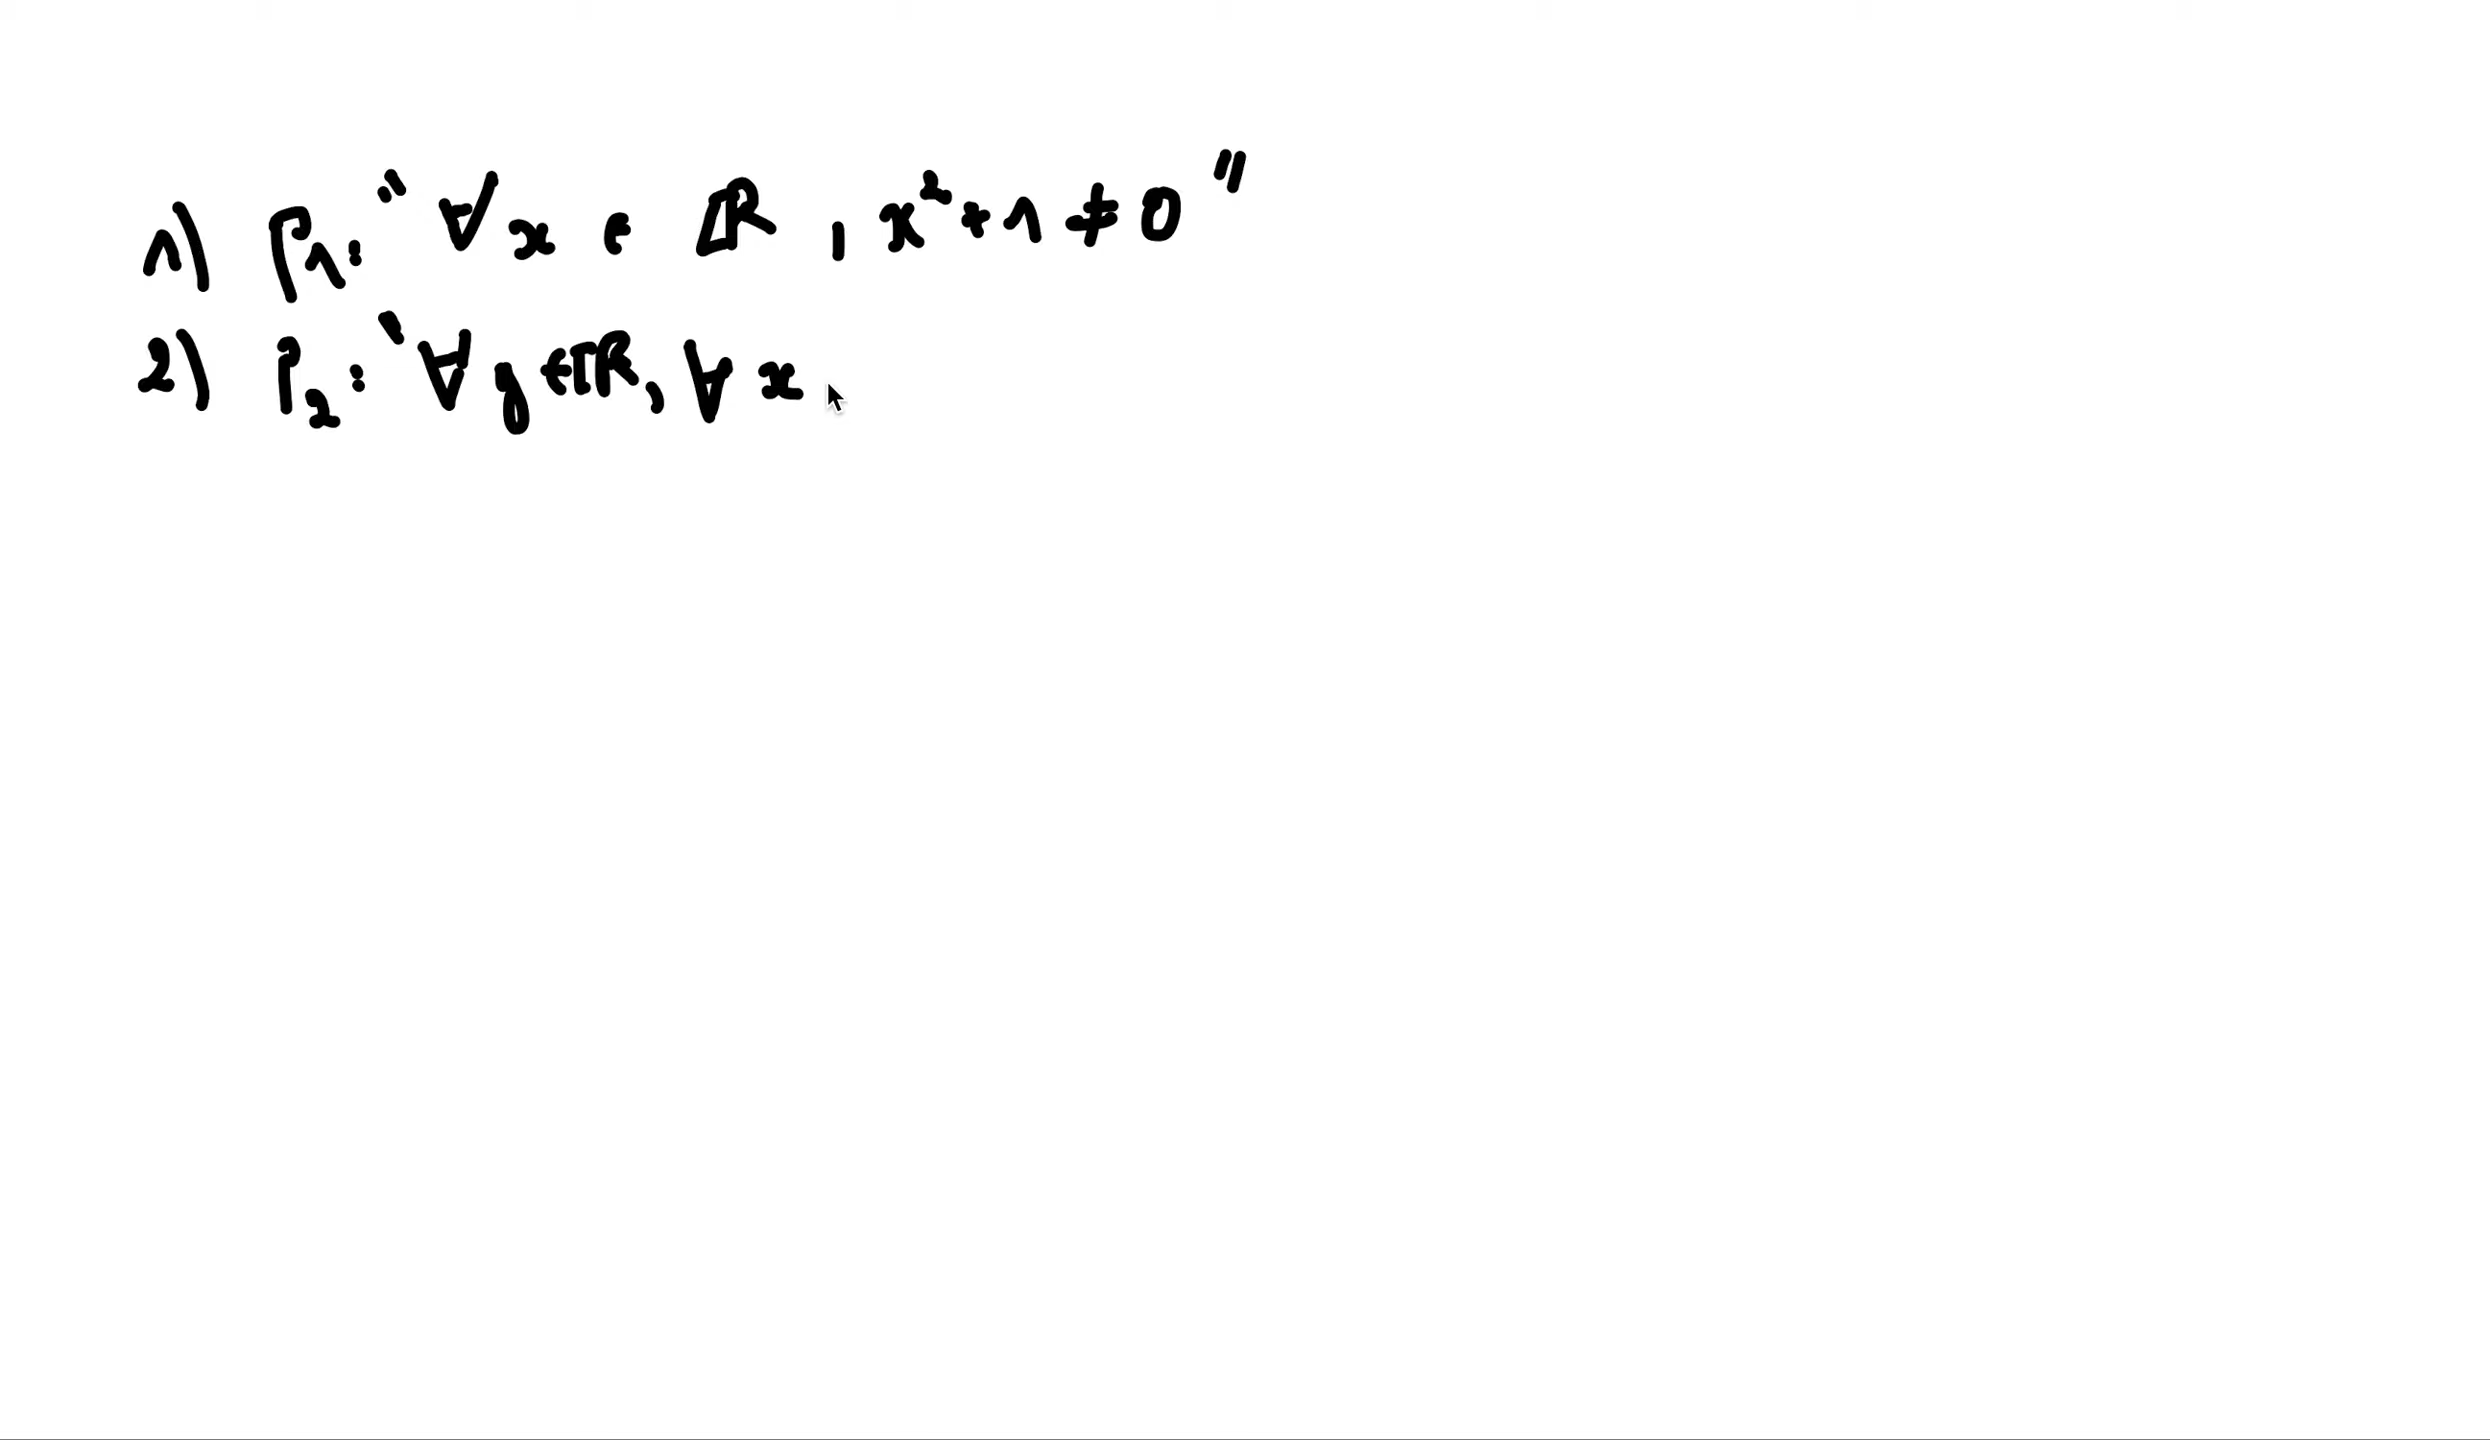 1) P₁: "∀x ∈ ℝ, x²+1 ≠ 0"
2) P₂: "∀y∈ℝ, ∀x